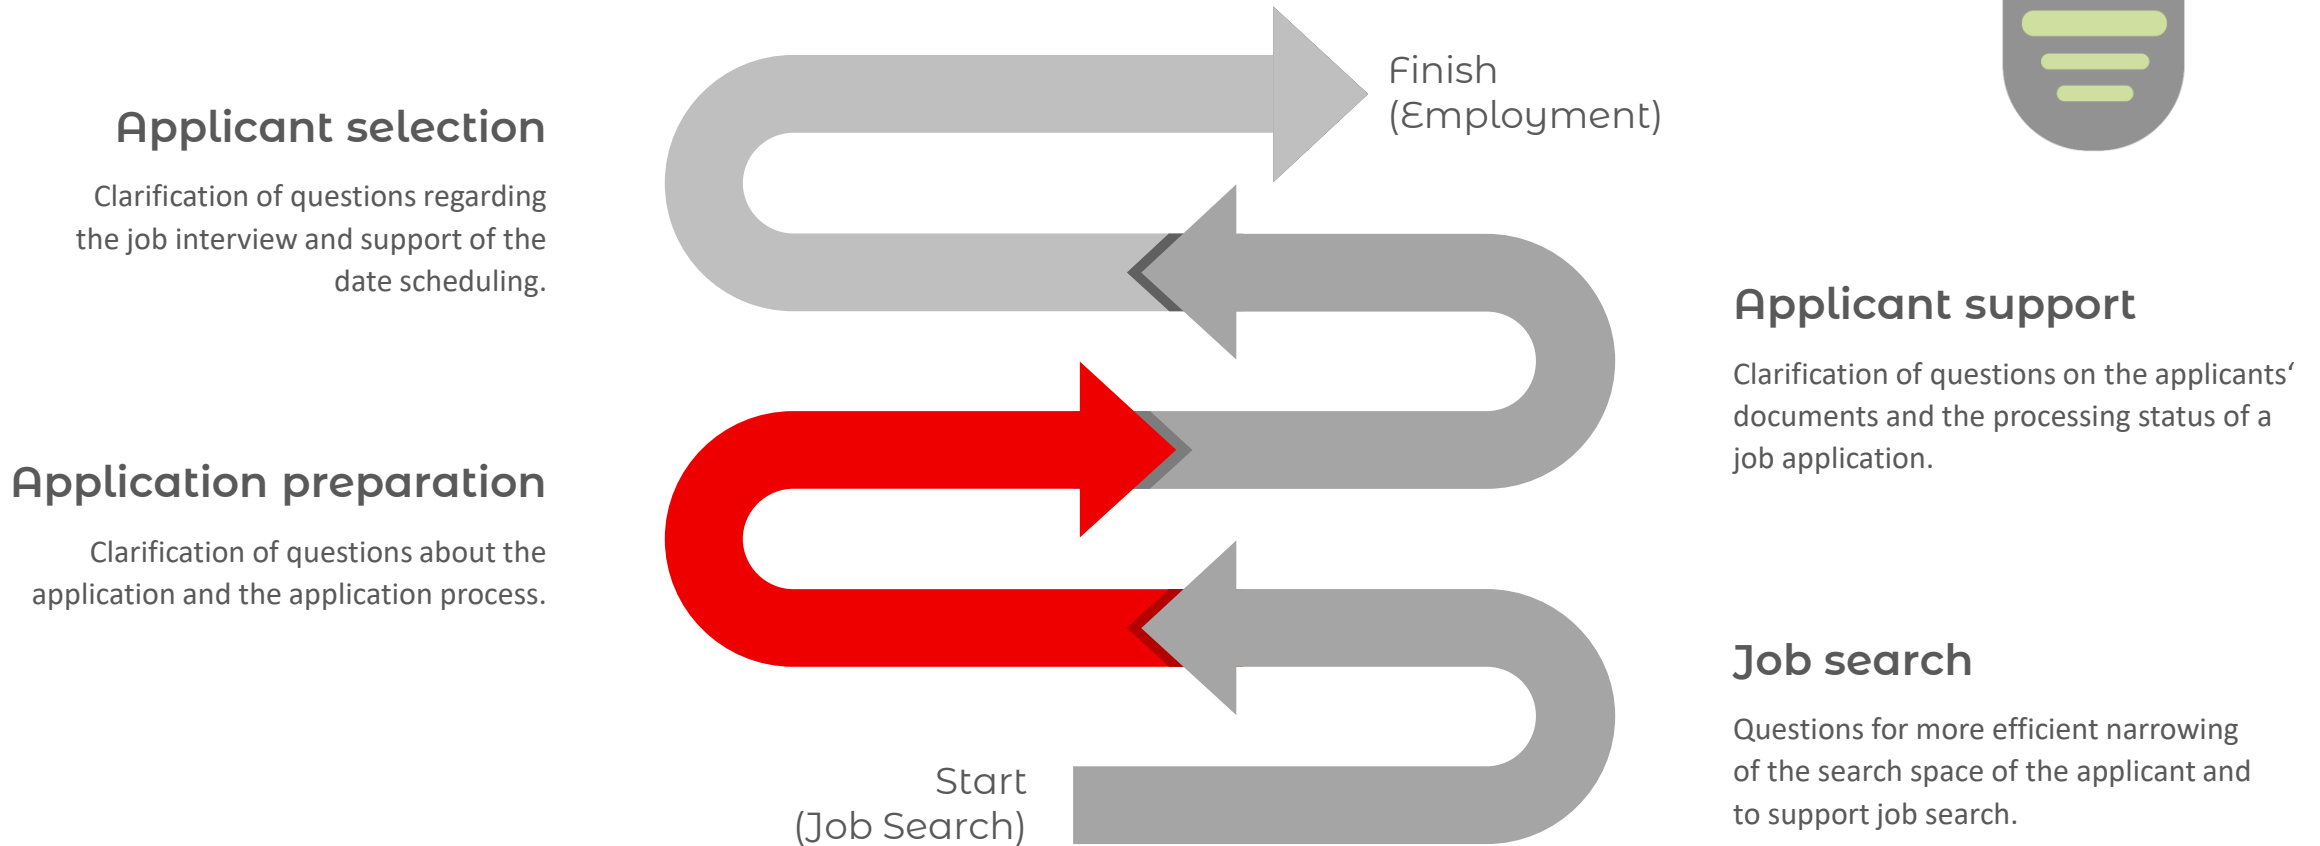 Finish
(Employment)
Applicant selection
Clarification of questions regarding
the job interview and support of the
date scheduling.
Applicant support
Clarification of questions on the applicants‘
documents and the processing status of a
job application.
Application preparation
Clarification of questions about the
application and the application process.
Job search
Questions for more efficient narrowing
of the search space of the applicant and
to support job search.
Start
(Job Search)